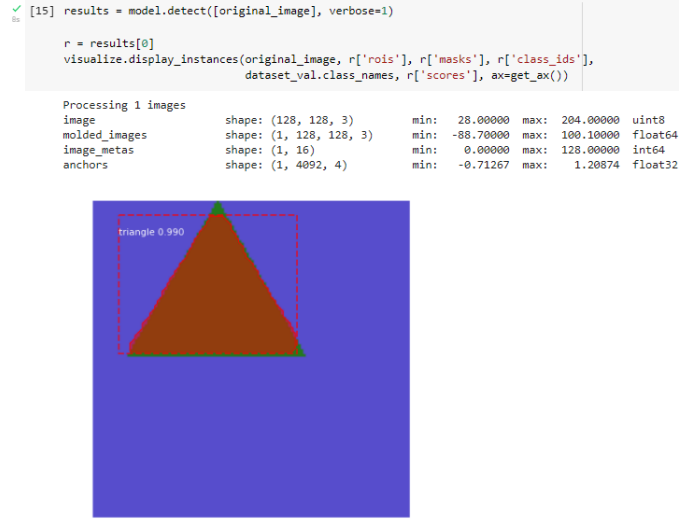 [15] results = model.detect([original_image], verbose=1)
8s
r = results[0]
visualize.display_instances(original_image, r['rois'], r['masks'], r['class_ids'],
                            dataset_val.class_names, r['scores'], ax=get_ax())
Processing 1 images
image                    shape: (128, 128, 3)         min:   28.00000  max:  204.00000  uint8
molded_images            shape: (1, 128, 128, 3)      min:  -88.70000  max:  100.10000  float64
image_metas              shape: (1, 16)               min:    0.00000  max:  128.00000  int64
anchors                  shape: (1, 4092, 4)          min:   -0.71267  max:    1.20874  float32
triangle 0.990